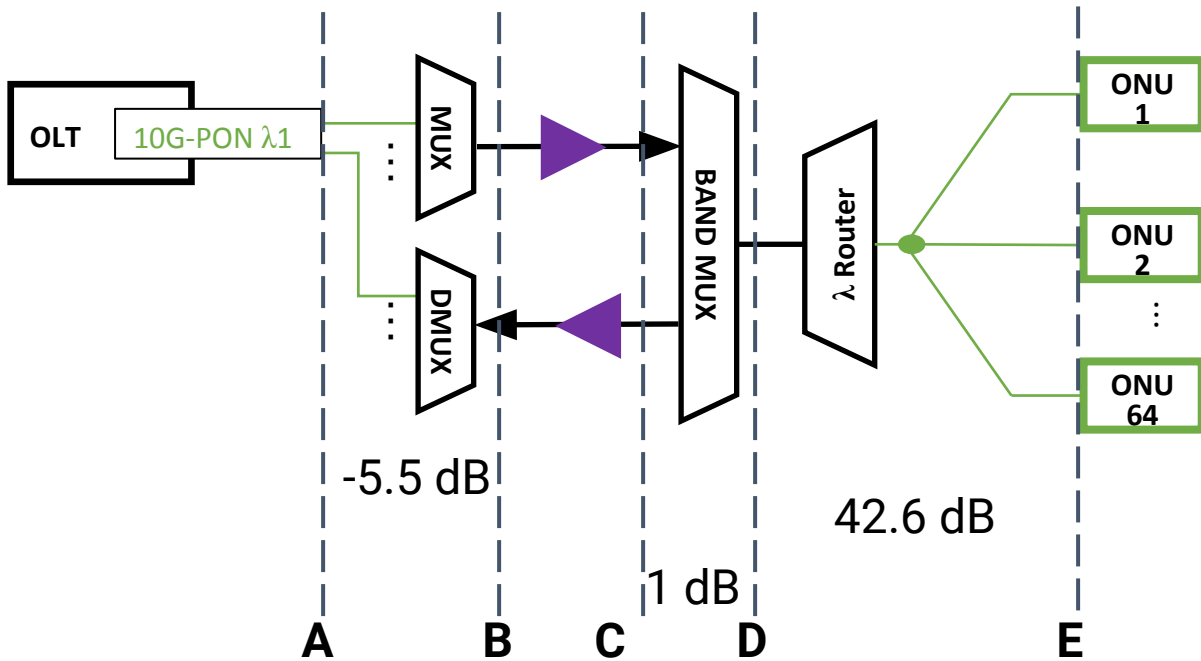 OLT
10G-PON λ1
MUX
...
DMUX
...
BAND MUX
λ Router
ONU
1
ONU
2
...
ONU
64
-5.5 dB
42.6 dB
1 dB
A
B
C
D
E